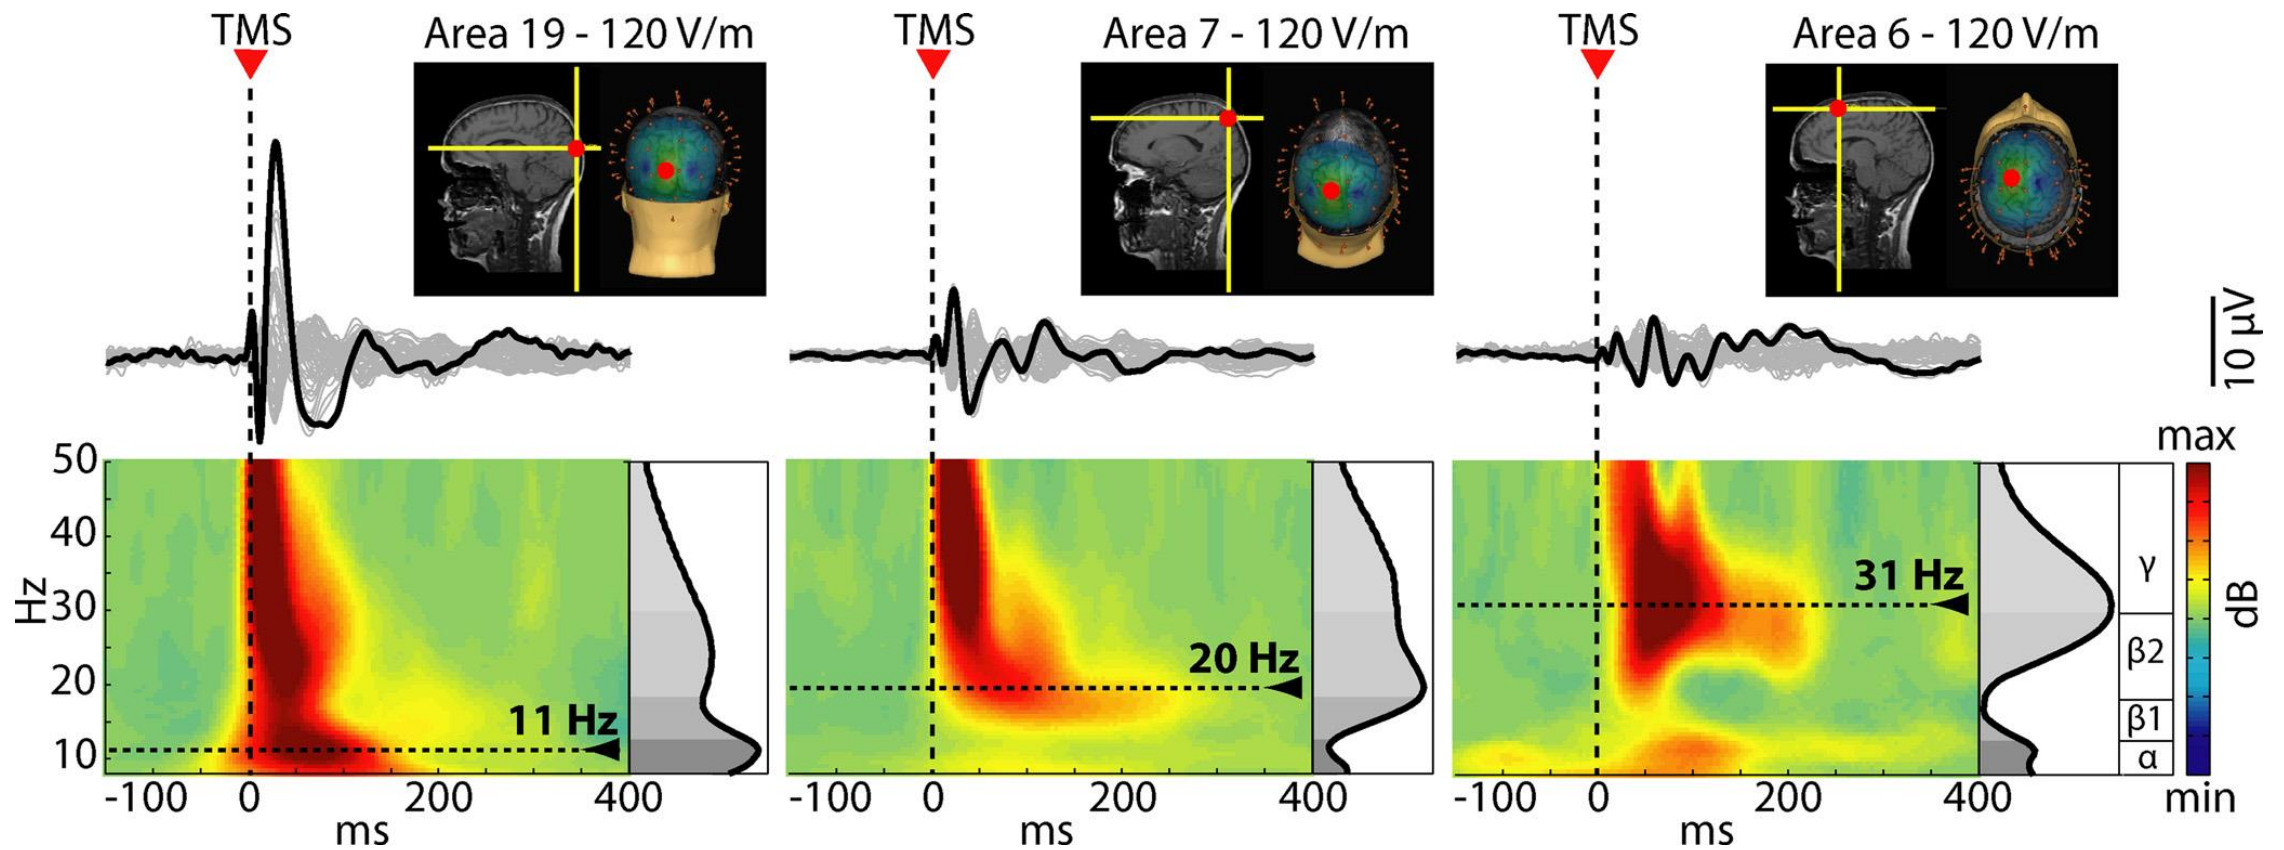 TMS
Area 19 - 120 V/m
TMS
Area 7 - 120 V/m
TMS
Area 6 - 120 V/m
10 µV
50
40
30
20
10
Hz
11 Hz
-100
0
200
400
ms
20 Hz
-100
0
200
400
ms
31 Hz
-100
0
200
400
ms
γ
β2
β1
α
max
dB
min